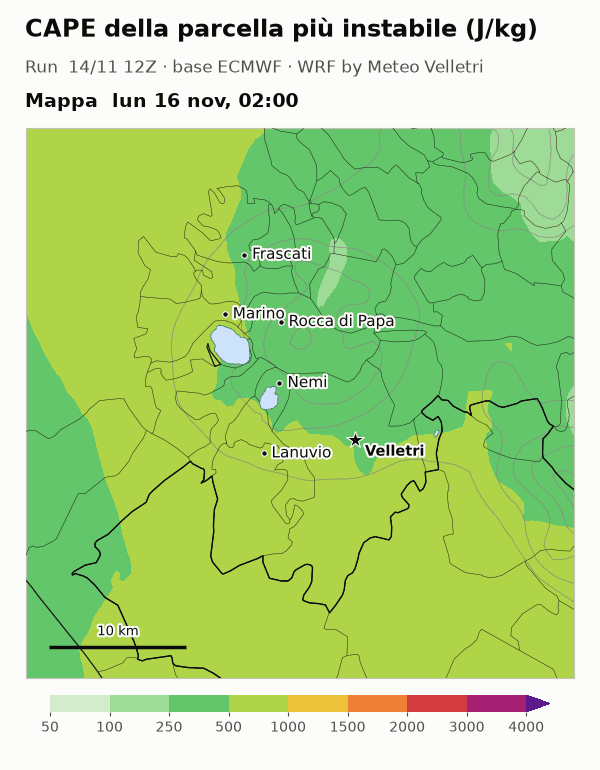 CAPE della parcella più instabile (J/kg)
Run  14/11 12Z · base ECMWF · WRF by Meteo Velletri
Mappa  lun 16 nov, 02:00
Frascati
Marino
Rocca di Papa
Nemi
Velletri
Lanuvio
10 km
50 100 250 500 1000 1500 2000 3000 4000